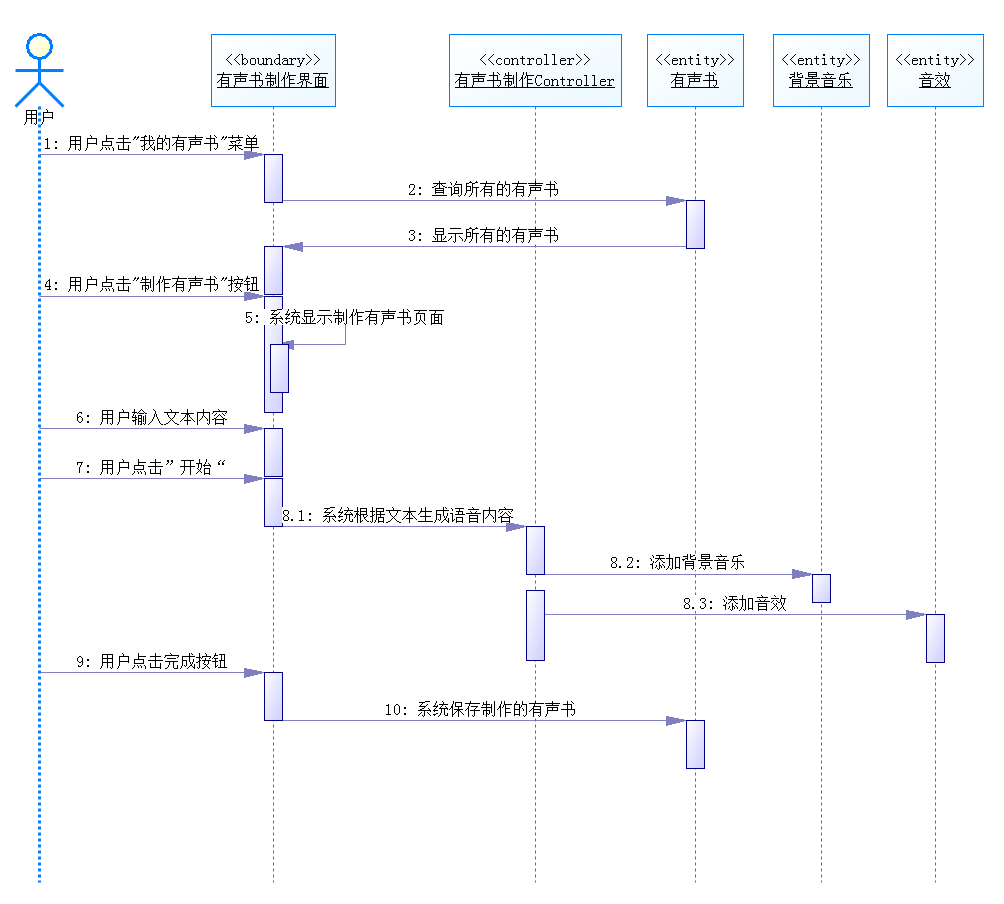 <<boundary>>
有声书制作界面
<<controller>>
有声书制作Controller
<<entity>>
有声书
<<entity>>
背景音乐
<<entity>>
音效
用户
1: 用户点击"我的有声书"菜单
2: 查询所有的有声书
3: 显示所有的有声书
4: 用户点击"制作有声书"按钮
5: 系统显示制作有声书页面
6: 用户输入文本内容
7: 用户点击”开始“
8.1: 系统根据文本生成语音内容
8.2: 添加背景音乐
8.3: 添加音效
9: 用户点击完成按钮
10: 系统保存制作的有声书